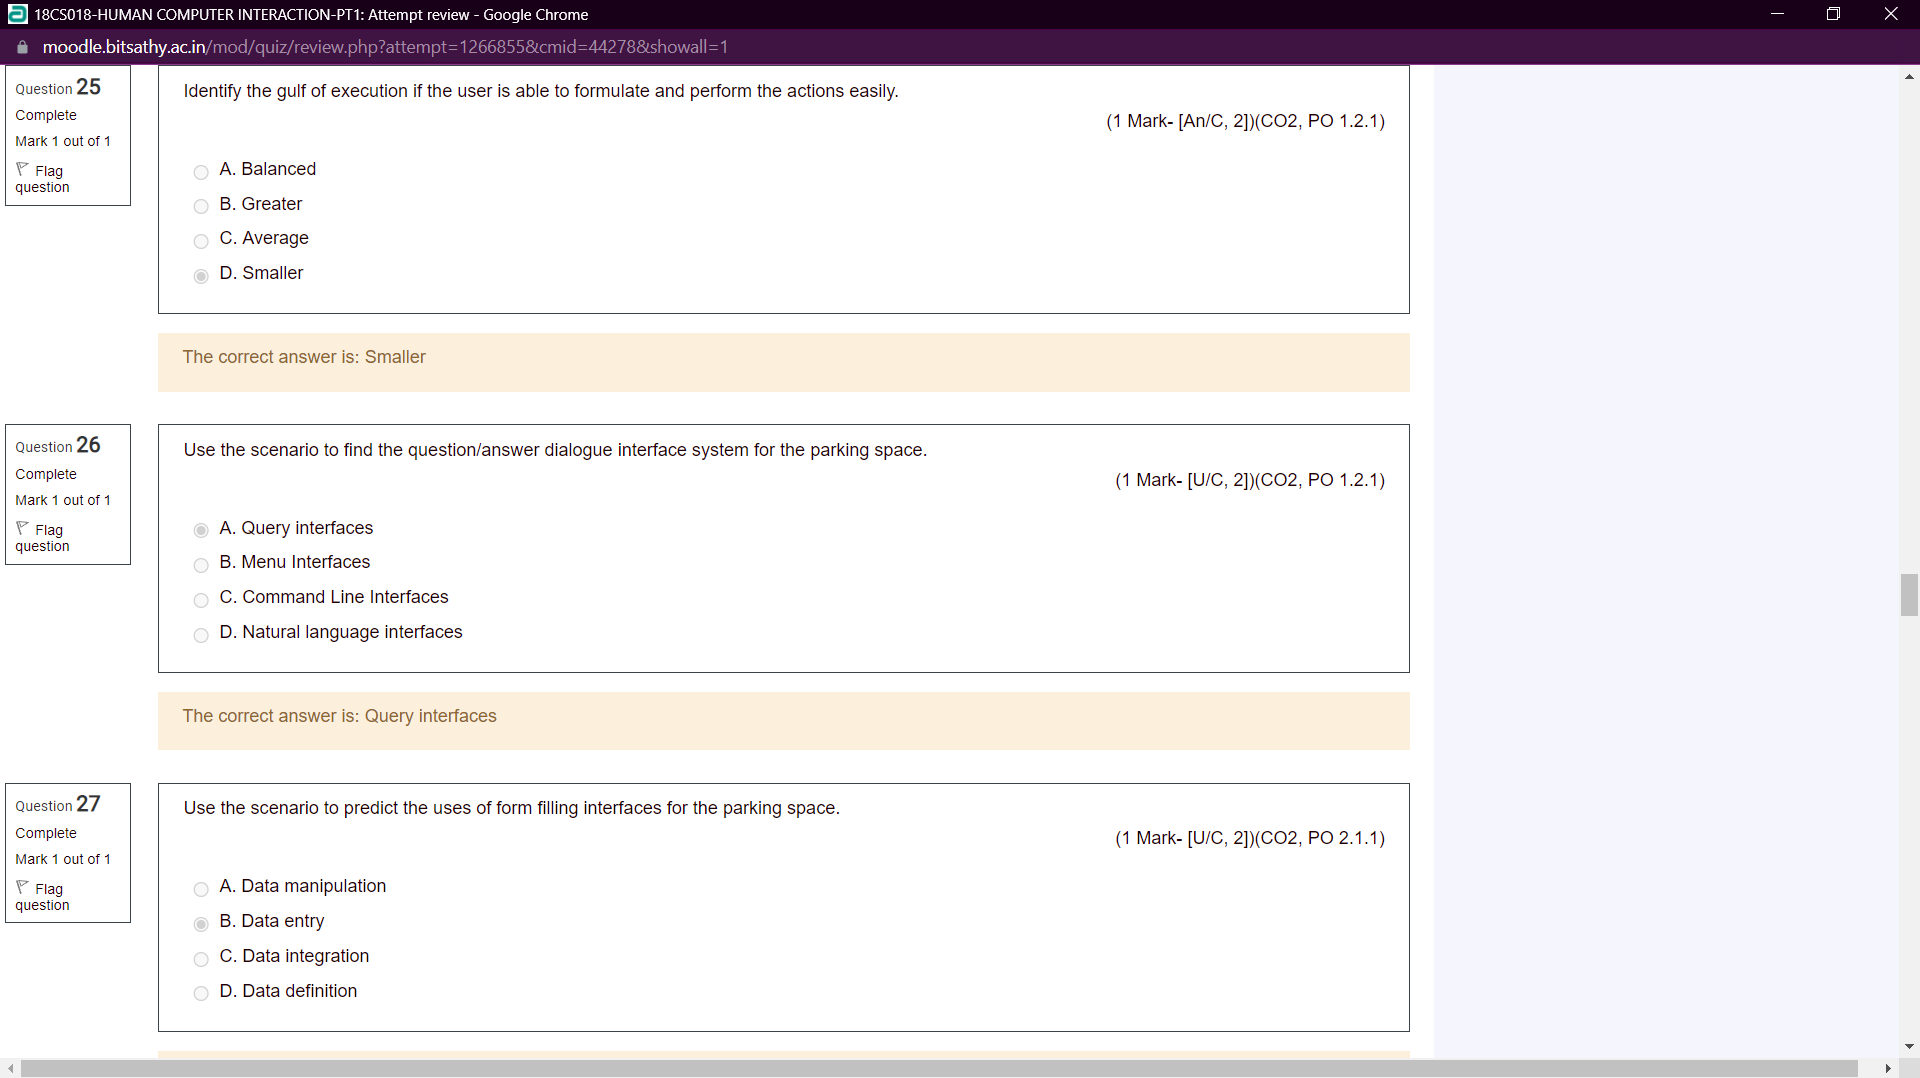 18CS018-HUMAN COMPUTER INTERACTION-PT1: Attempt review - Google Chrome
moodle.bitsathy.ac.in/mod/quiz/review.php?attempt=1266855&cmid=44278&showall=1
Question 25
Complete
Mark 1 out of 1
Flag
question
Identify the gulf of execution if the user is able to formulate and perform the actions easily.
(1 Mark- [An/C, 2])(CO2, PO 1.2.1)
A. Balanced
B. Greater
C. Average
D. Smaller
The correct answer is: Smaller
Question 26
Complete
Mark 1 out of 1
Flag
question
Use the scenario to find the question/answer dialogue interface system for the parking space.
(1 Mark- [U/C, 2])(CO2, PO 1.2.1)
A. Query interfaces
B. Menu Interfaces
C. Command Line Interfaces
D. Natural language interfaces
The correct answer is: Query interfaces
Question 27
Complete
Mark 1 out of 1
Flag
question
Use the scenario to predict the uses of form filling interfaces for the parking space.
(1 Mark- [U/C, 2])(CO2, PO 2.1.1)
A. Data manipulation
B. Data entry
C. Data integration
D. Data definition